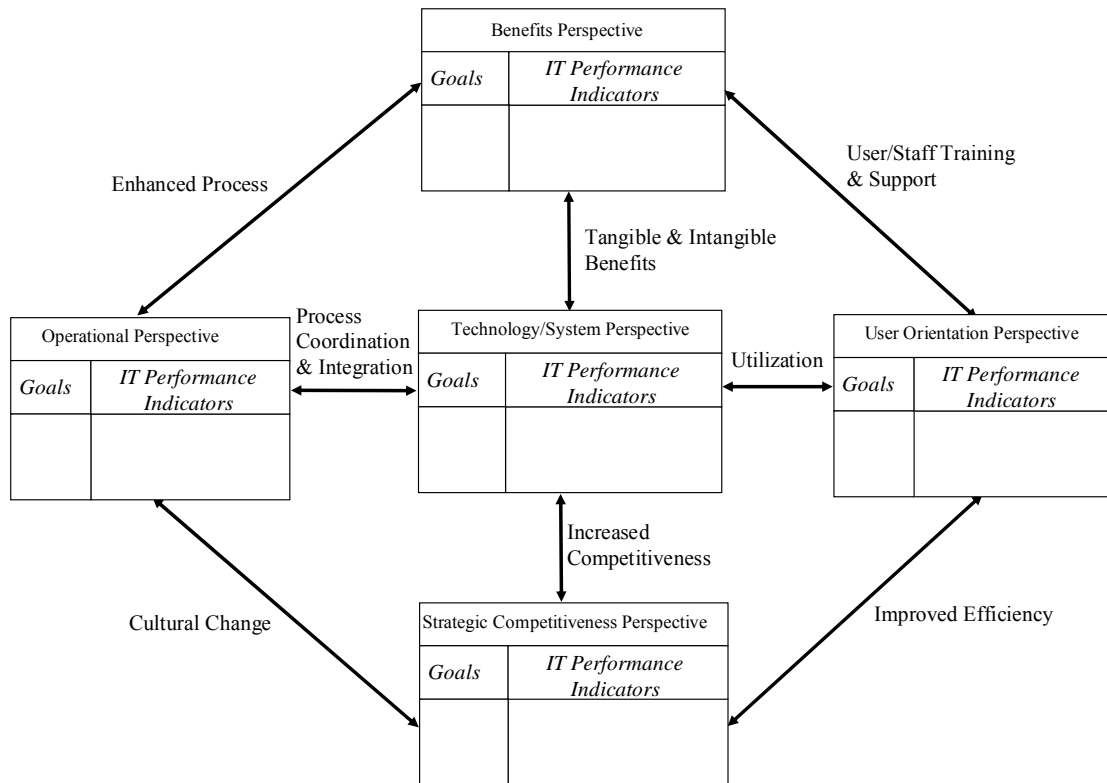 Benefits Perspective
Goals
IT Performance
Indicators
Enhanced Process
User/Staff Training
& Support
Tangible & Intangible
Benefits
Operational Perspective
Goals
IT Performance
Indicators
Process
Coordination
& Integration
Technology/System Perspective
Goals
IT Performance
Indicators
Utilization
User Orientation Perspective
Goals
IT Performance
Indicators
Increased
Competitiveness
Cultural Change
Improved Efficiency
Strategic Competitiveness Perspective
Goals
IT Performance
Indicators